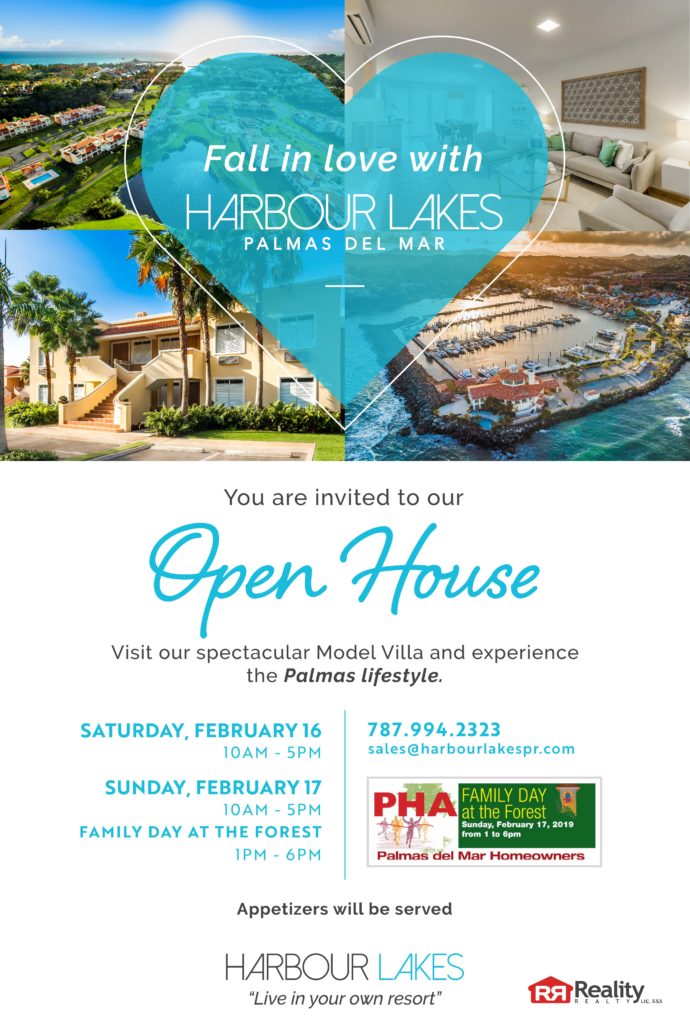 Fall in love with
HARBOUR LAKES
PALMAS DEL MAR
You are invited to our
Open House
Visit our spectacular Model Villa and experience
the Palmas lifestyle.
SATURDAY, FEBRUARY 16
10AM - 5PM
SUNDAY, FEBRUARY 17
10AM - 5PM
FAMILY DAY AT THE FOREST
1PM - 6PM
787.994.2323
sales@harbourlakespr.com
PHA
FAMILY DAY
at the Forest
Sunday, February 17, 2019
from 1 to 6pm
Palmas del Mar Homeowners
Appetizers will be served
HARBOUR LAKES
“Live in your own resort”
RR Reality
REALTY LIC. E53